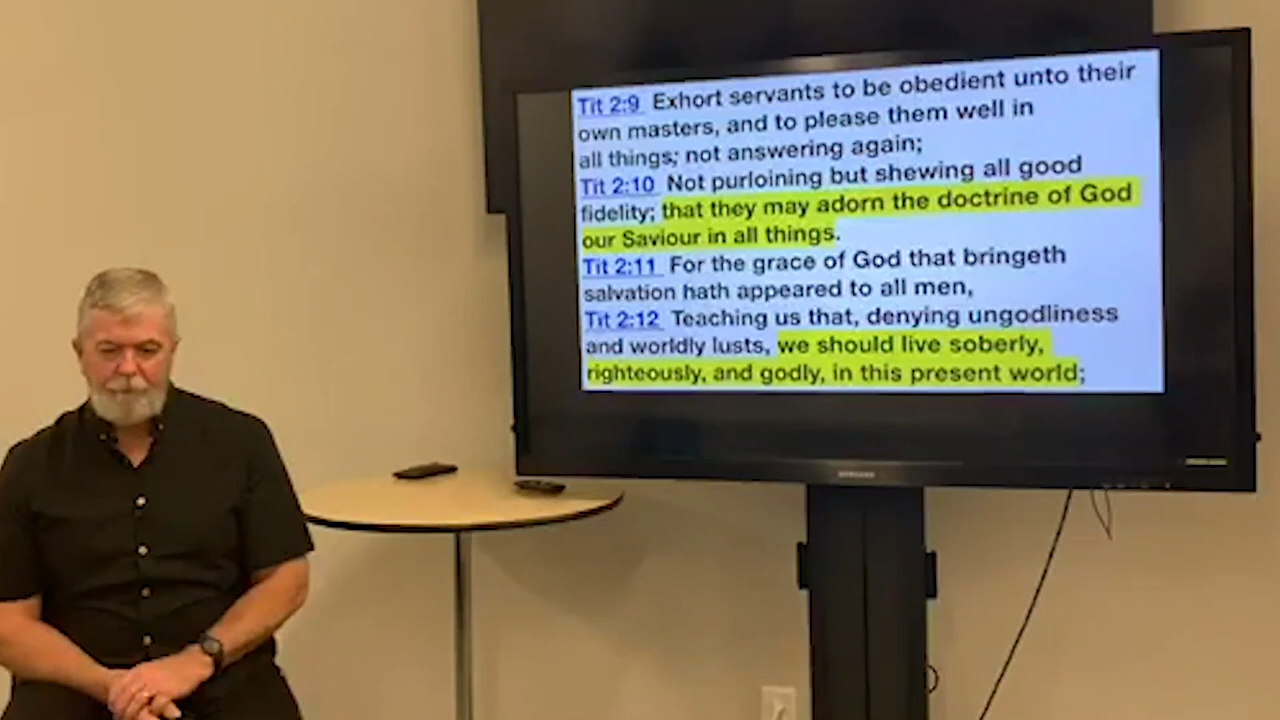 Tit 2:9 Exhort servants to be obedient unto their
own masters, and to please them well in
all things; not answering again;
Tit 2:10 Not purloining but shewing all good
fidelity; that they may adorn the doctrine of God
our Saviour in all things.
Tit 2:11 For the grace of God that bringeth
salvation hath appeared to all men,
Tit 2:12 Teaching us that, denying ungodliness
and worldly lusts, we should live soberly,
righteously, and godly, in this present world;
SAMSUNG